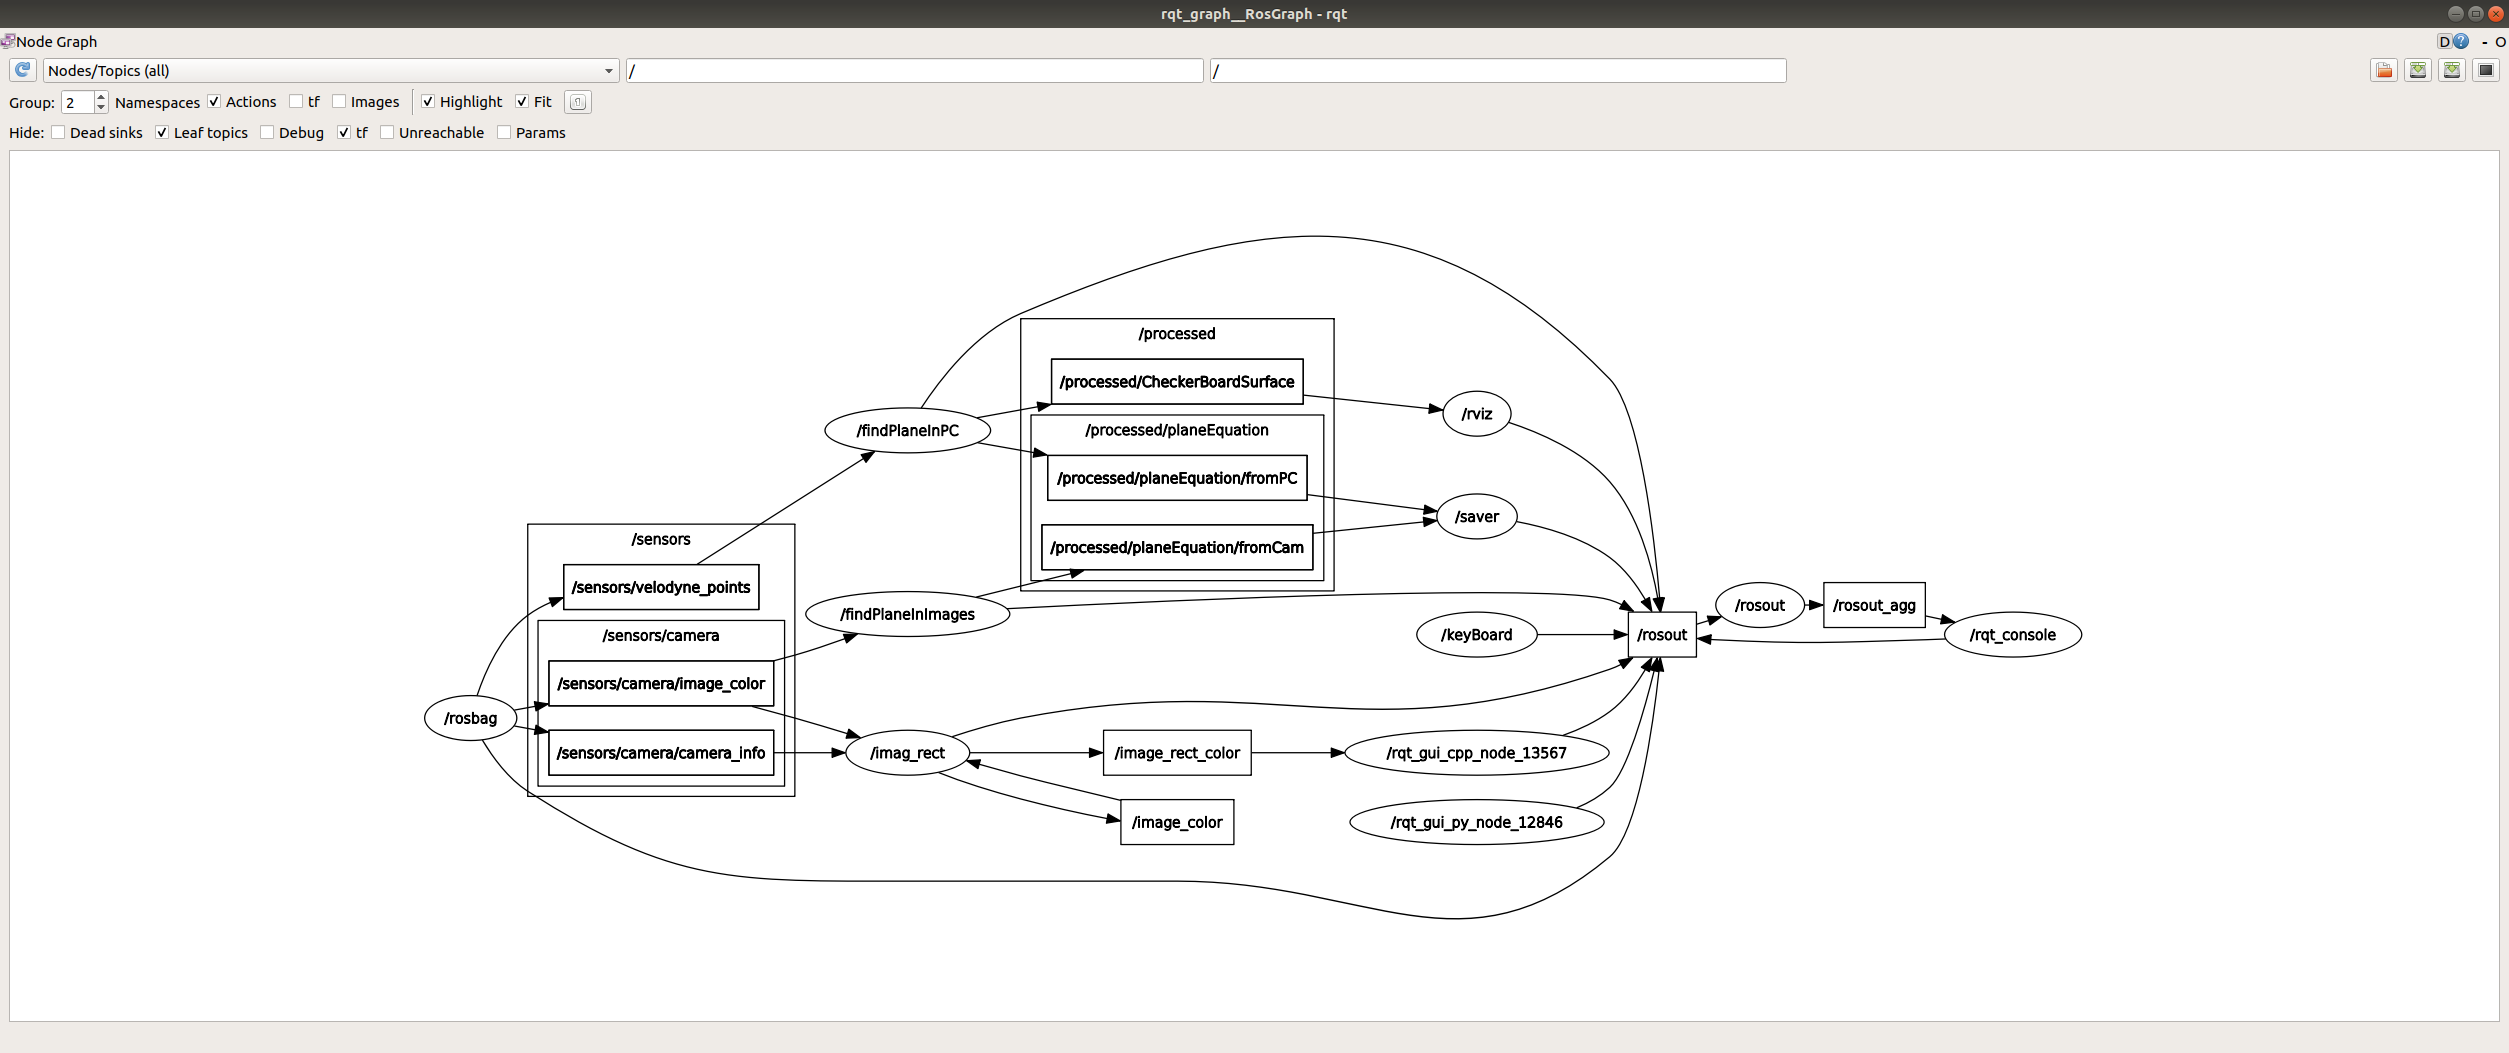 rqt_graph__RosGraph - rqt
Node Graph
D ? - O
Nodes/Topics (all) / /
Group: 2 Namespaces Actions tf Images Highlight Fit
Hide: Dead sinks Leaf topics Debug tf Unreachable Params
/processed
/processed/CheckerBoardSurface
/rviz
/findPlaneInPC
/processed/planeEquation
/processed/planeEquation/fromPC
/saver
/sensors
/processed/planeEquation/fromCam
/sensors/velodyne_points
/rosout
/rosout_agg
/findPlaneInImages
/sensors/camera
/keyBoard
/rosout
/rqt_console
/sensors/camera/image_color
/rosbag
/sensors/camera/camera_info
/imag_rect
/image_rect_color
/rqt_gui_cpp_node_13567
/image_color
/rqt_gui_py_node_12846